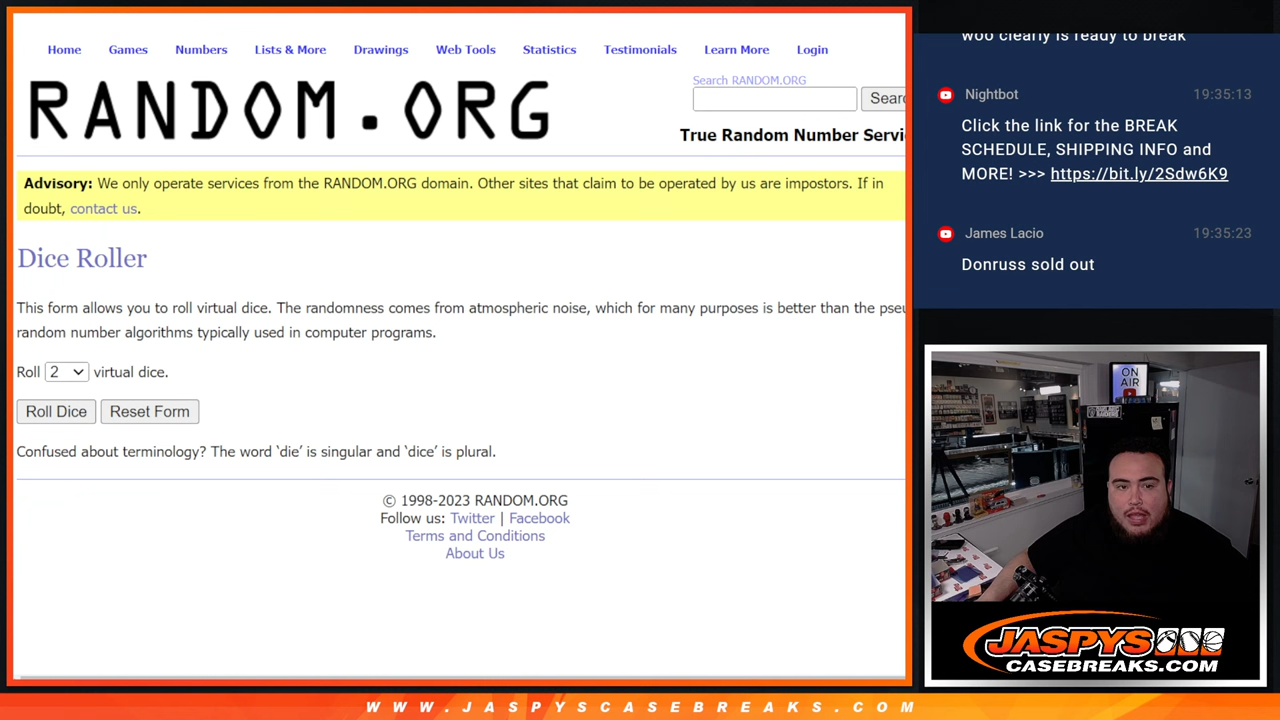 Home Games Numbers Lists & More Drawings Web Tools Statistics Testimonials Learn More Login
RANDOM.ORG
Search RANDOM.ORG
Searc
True Random Number Servi
Advisory: We only operate services from the RANDOM.ORG domain. Other sites that claim to be operated by us are impostors. If in
doubt, contact us.
Dice Roller
This form allows you to roll virtual dice. The randomness comes from atmospheric noise, which for many purposes is better than the pseu
random number algorithms typically used in computer programs.
Roll 2 virtual dice.
Roll Dice Reset Form
Confused about terminology? The word ‘die’ is singular and ‘dice’ is plural.
© 1998-2023 RANDOM.ORG
Follow us: Twitter | Facebook
Terms and Conditions
About Us
woo clearly is ready to break
Nightbot 19:35:13
Click the link for the BREAK
SCHEDULE, SHIPPING INFO and
MORE! >>> https://bit.ly/2Sdw6K9
James Lacio 19:35:23
Donruss sold out
ON
AIR
JASPYS
CASEBREAKS.COM
WWW.JASPYSCASEBREAKS.COM